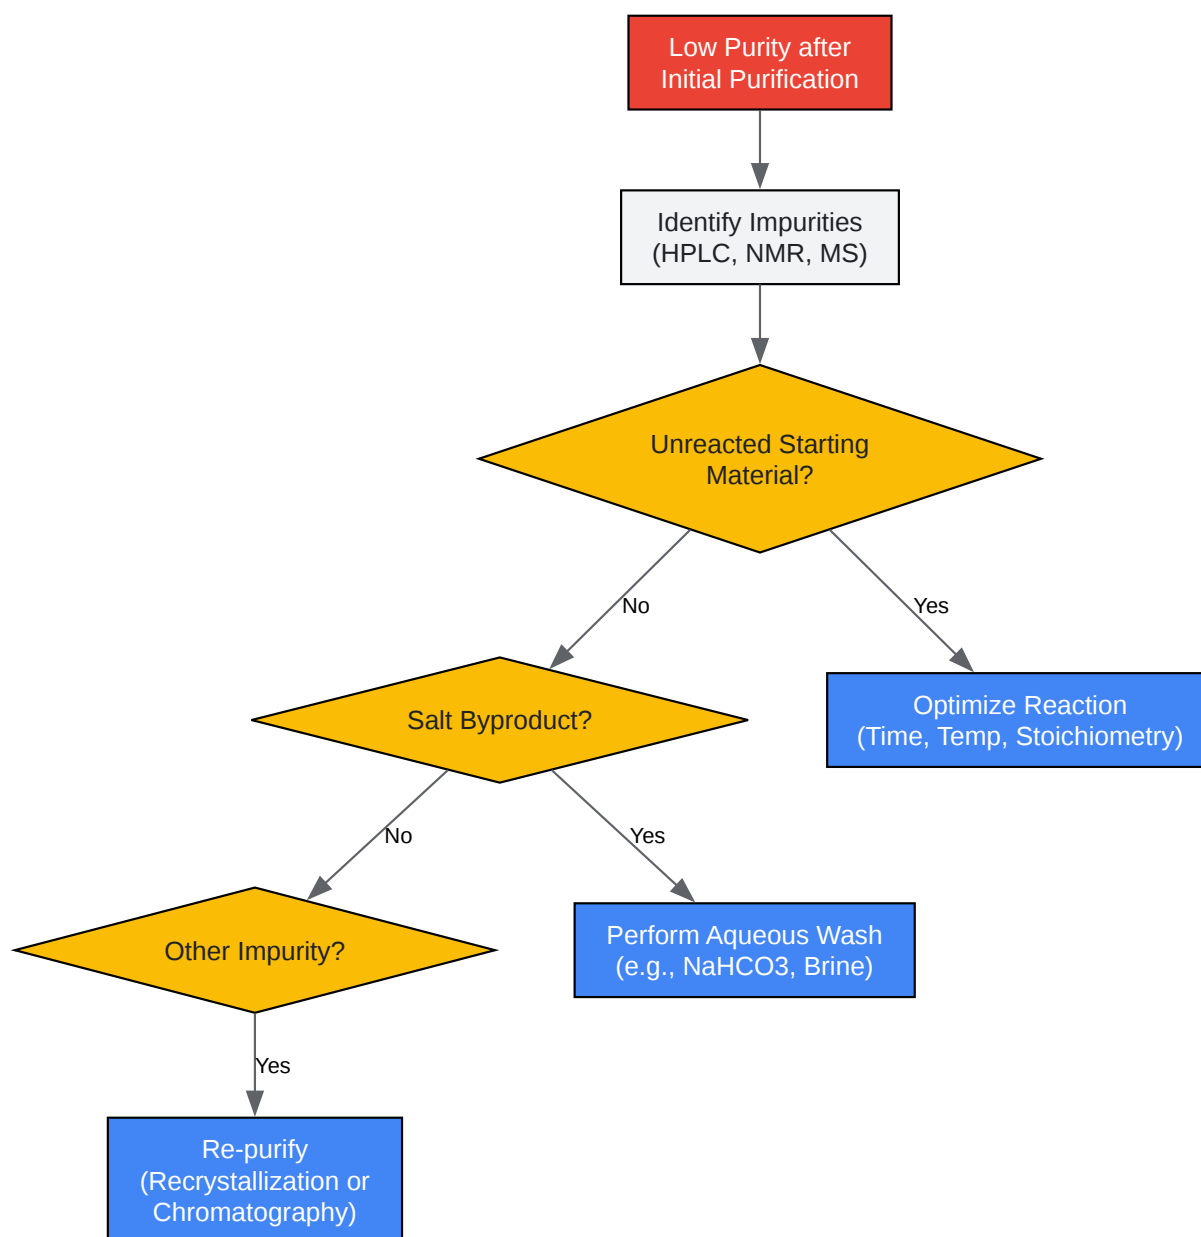 Low Purity after
Initial Purification
Identify Impurities
(HPLC, NMR, MS)
Unreacted Starting
Material?
No
Yes
Salt Byproduct?
Optimize Reaction
(Time, Temp, Stoichiometry)
No
Yes
Other Impurity?
Perform Aqueous Wash
(e.g., NaHCO3, Brine)
Yes
Re-purify
(Recrystallization or
Chromatography)